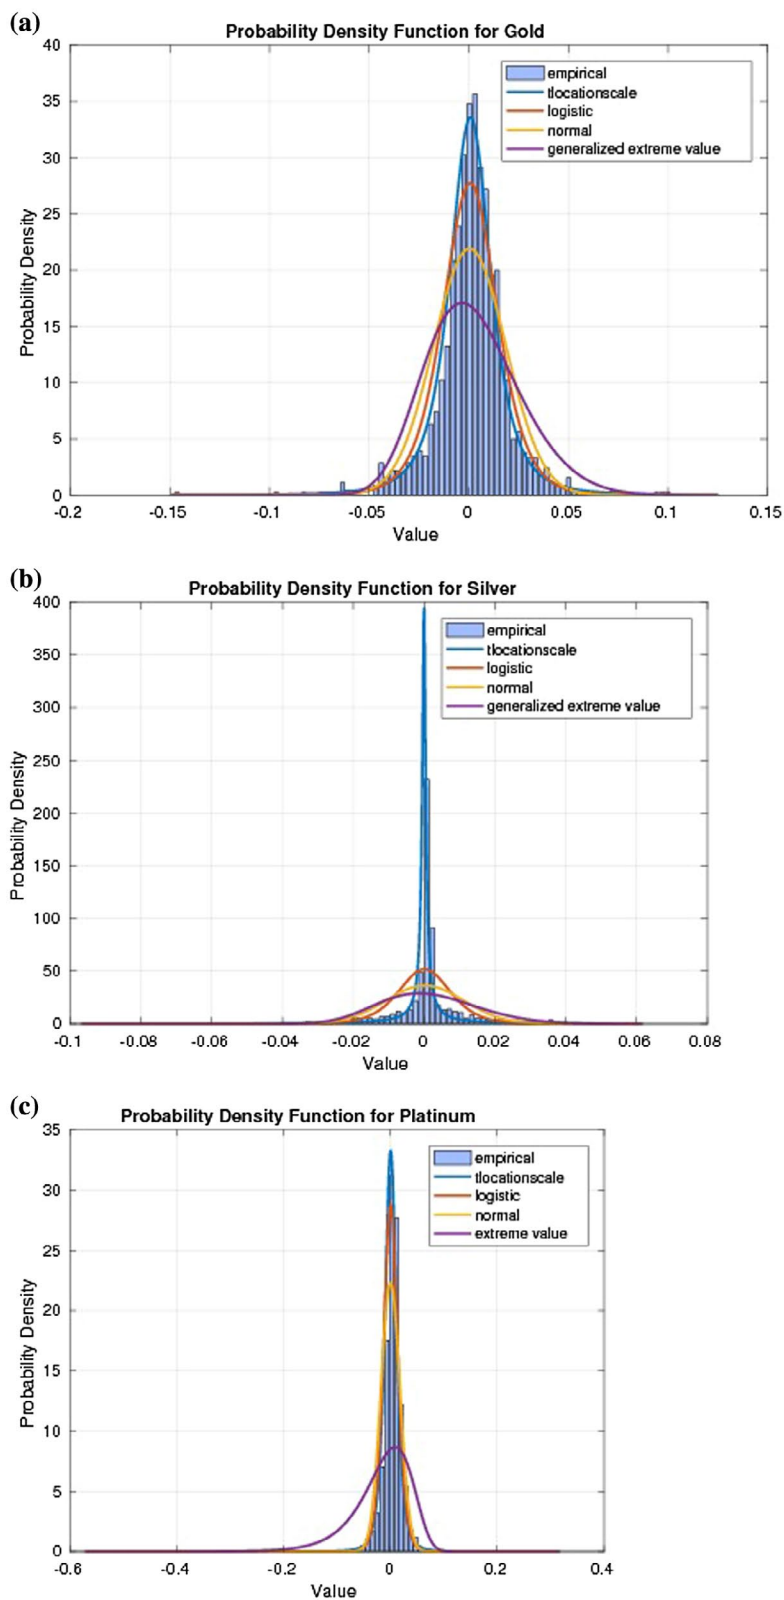 (a)
Probability Density Function for Gold
40
35
30
25
20
15
10
5
0
Probability Density
empirical
tlocationscale
logistic
normal
generalized extreme value
-0.2 -0.15 -0.1 -0.05 0 0.05 0.1 0.15
Value
(b)
Probability Density Function for Silver
400
350
300
250
200
150
100
50
0
Probability Density
empirical
tlocationscale
logistic
normal
generalized extreme value
-0.1 -0.08 -0.06 -0.04 -0.02 0 0.02 0.04 0.06 0.08
Value
(c)
Probability Density Function for Platinum
35
30
25
20
15
10
5
0
Probability Density
empirical
tlocationscale
logistic
normal
extreme value
-0.6 -0.4 -0.2 0 0.2 0.4
Value